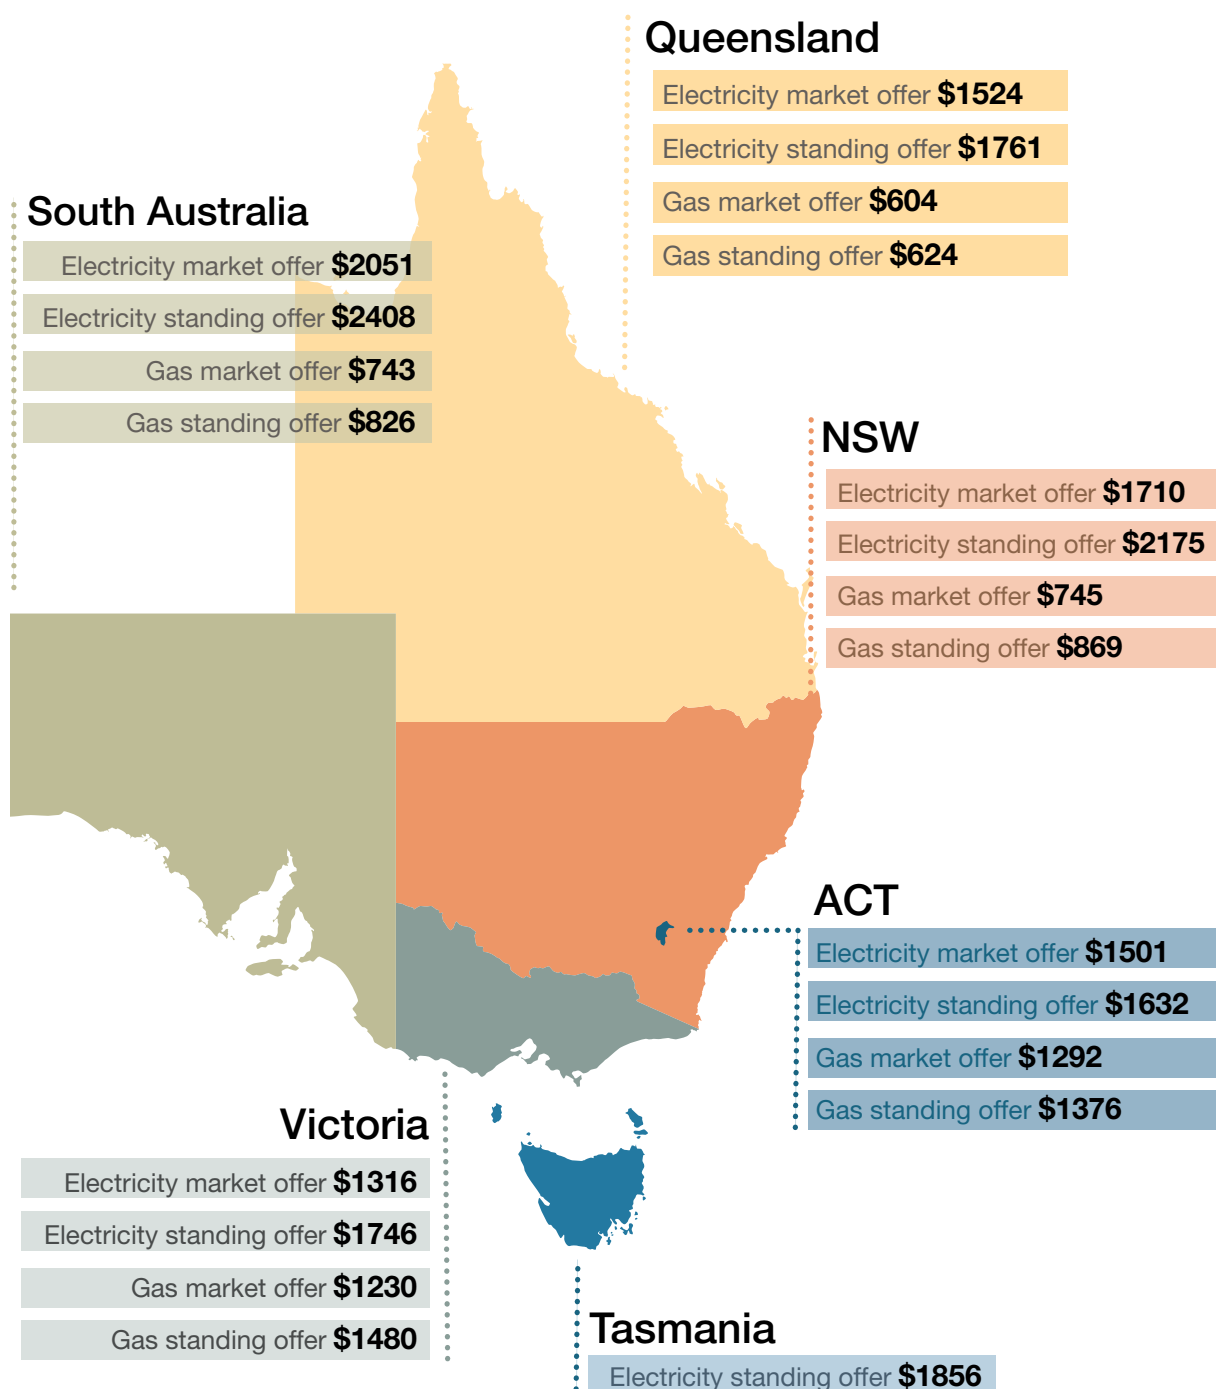 Queensland
Electricity market offer $1524
Electricity standing offer $1761
Gas market offer $604
Gas standing offer $624
South Australia
Electricity market offer $2051
Electricity standing offer $2408
Gas market offer $743
Gas standing offer $826
NSW
Electricity market offer $1710
Electricity standing offer $2175
Gas market offer $745
Gas standing offer $869
ACT
Electricity market offer $1501
Electricity standing offer $1632
Gas market offer $1292
Gas standing offer $1376
Victoria
Electricity market offer $1316
Electricity standing offer $1746
Gas market offer $1230
Gas standing offer $1480
Tasmania
Electricity standing offer $1856